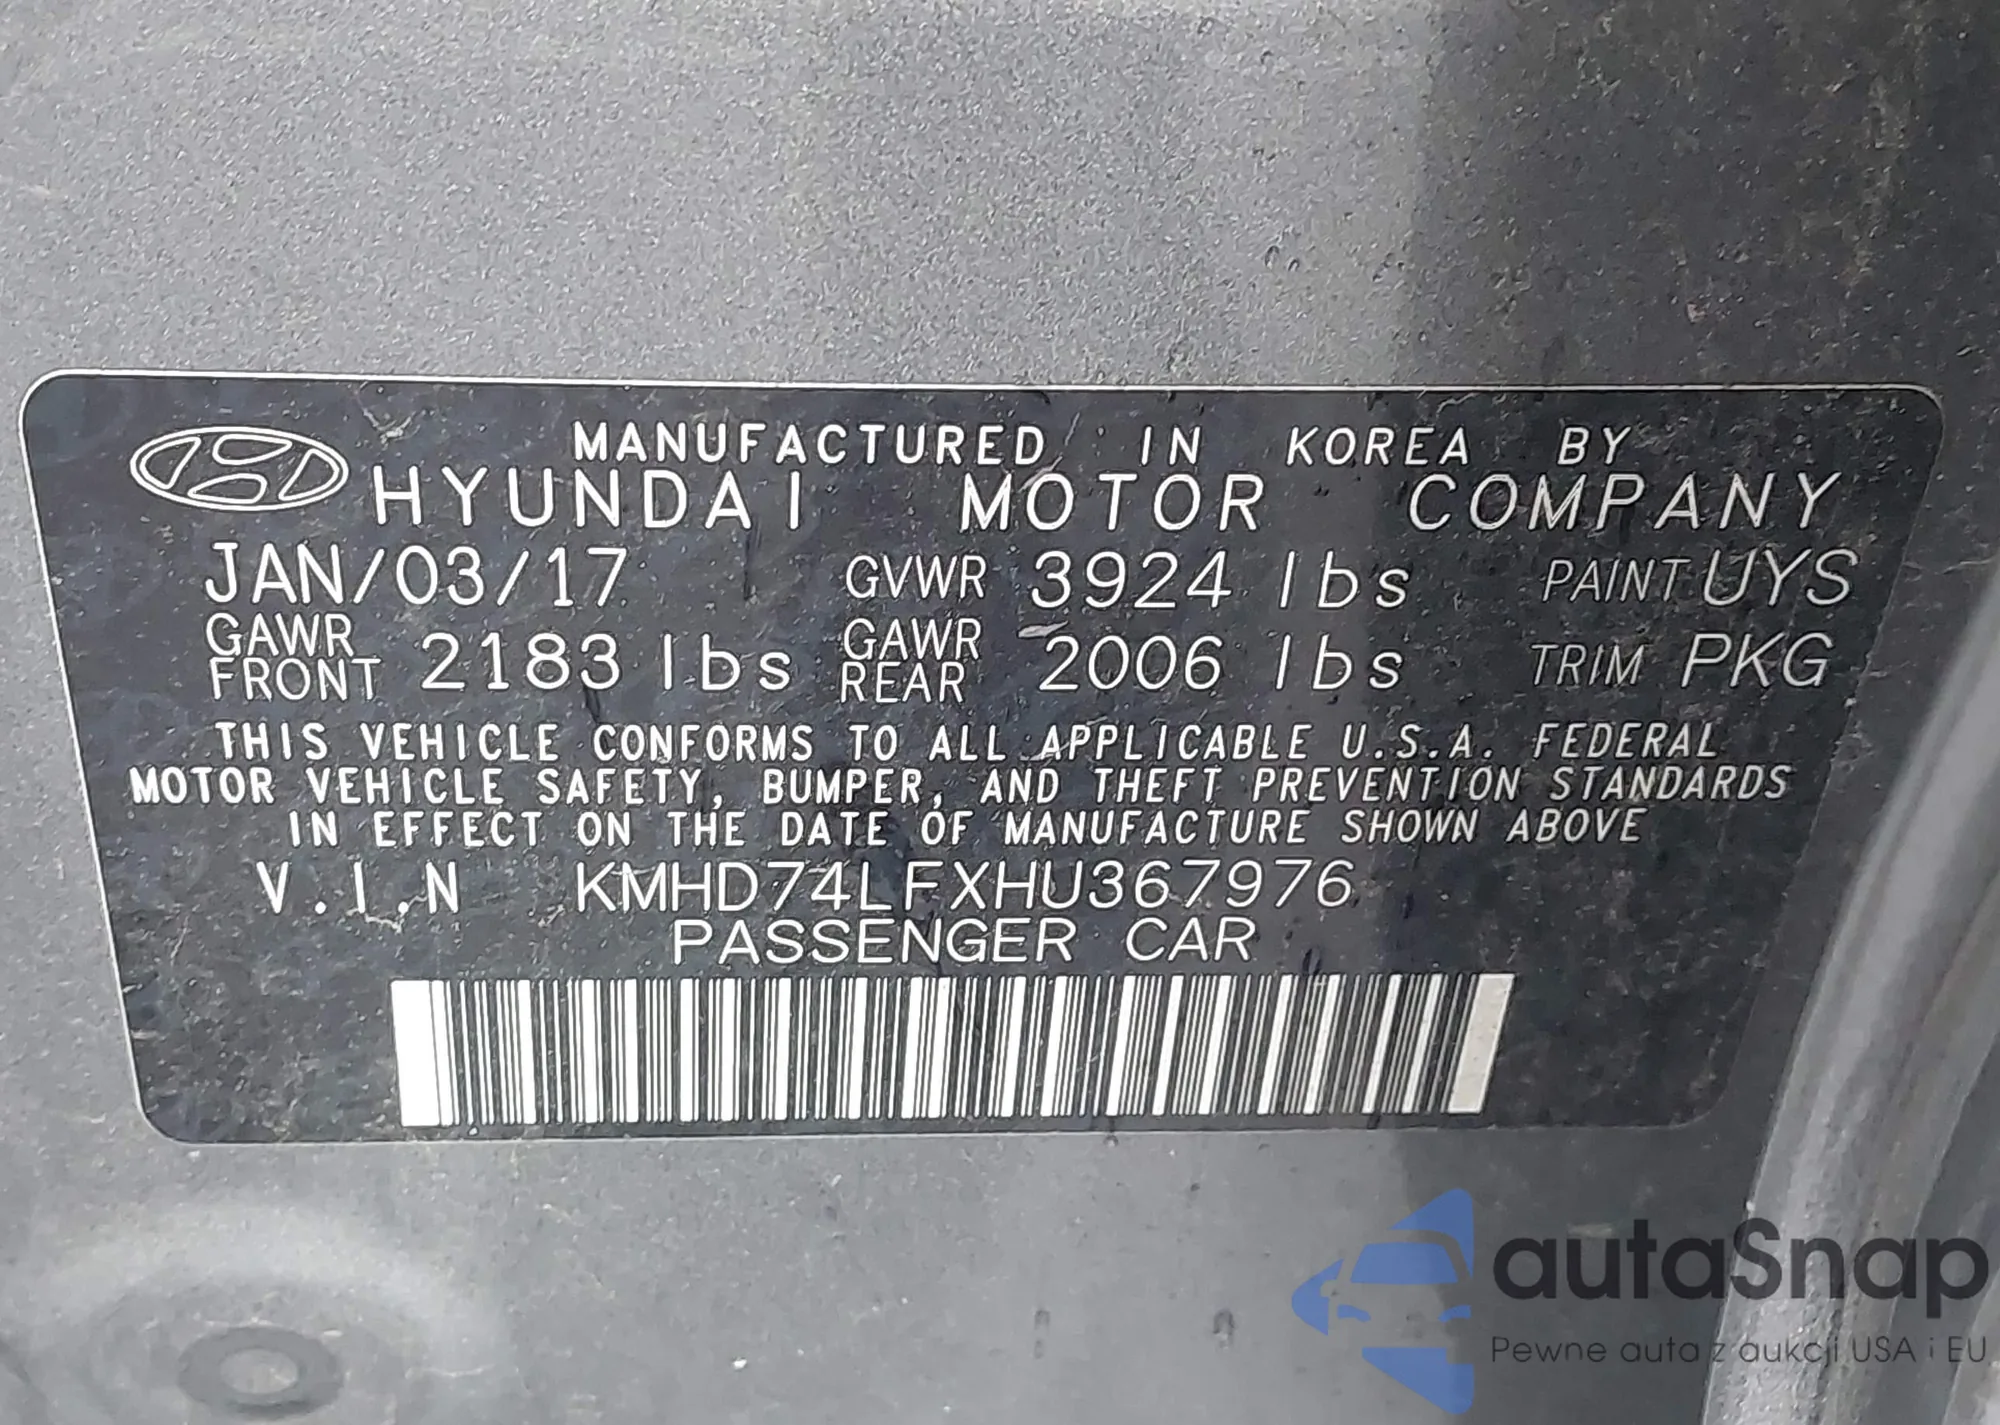 MANUFACTURED IN KOREA BY
HYUNDAI MOTOR COMPANY
JAN/03/17 GVWR 3924 lbs PAINT UYS
GAWR FRONT 2183 lbs GAWR REAR 2006 lbs TRIM PKG
THIS VEHICLE CONFORMS TO ALL APPLICABLE U.S.A. FEDERAL
MOTOR VEHICLE SAFETY, BUMPER, AND THEFT PREVENTION STANDARDS
IN EFFECT ON THE DATE OF MANUFACTURE SHOWN ABOVE
V.I.N KMHD74LFXHU367976
PASSENGER CAR
autaSnap
Pewne auta z aukcji USA i EU